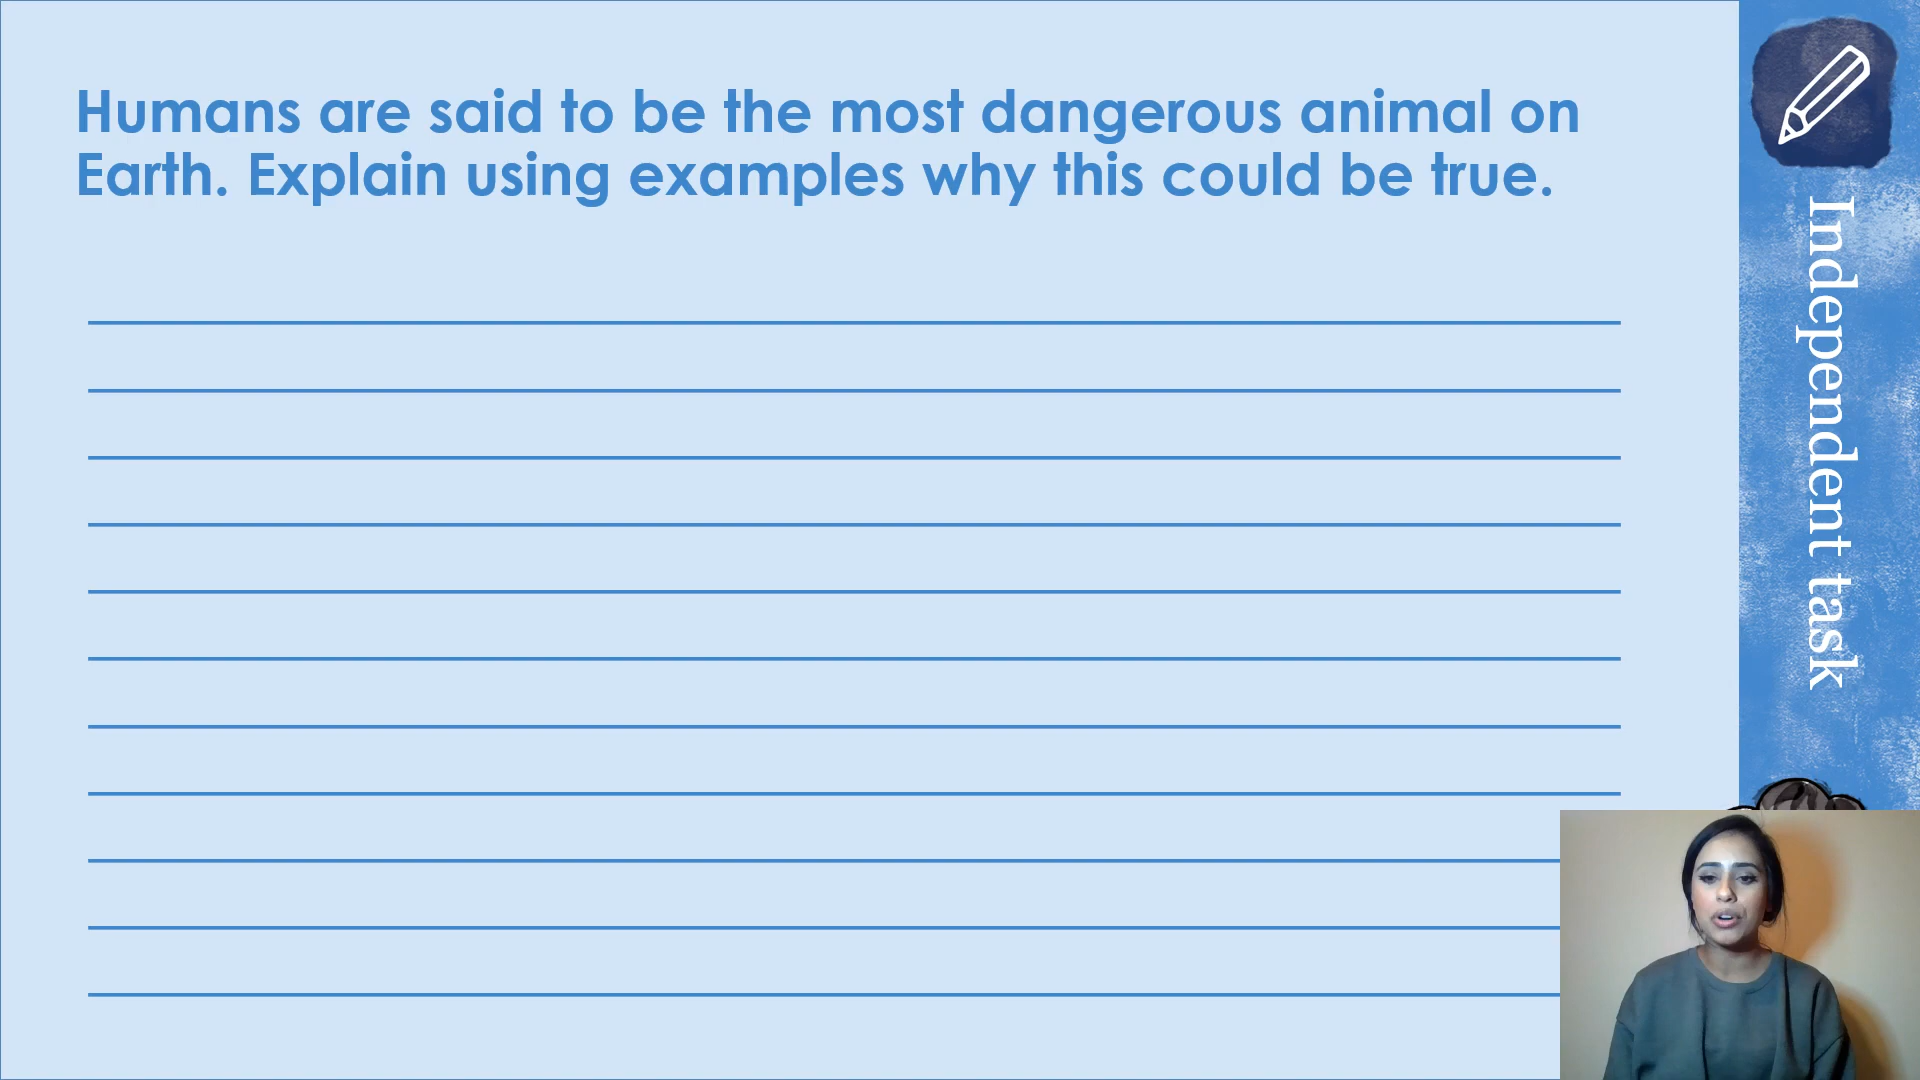 Humans are said to be the most dangerous animal on
Earth. Explain using examples why this could be true.
Independent task